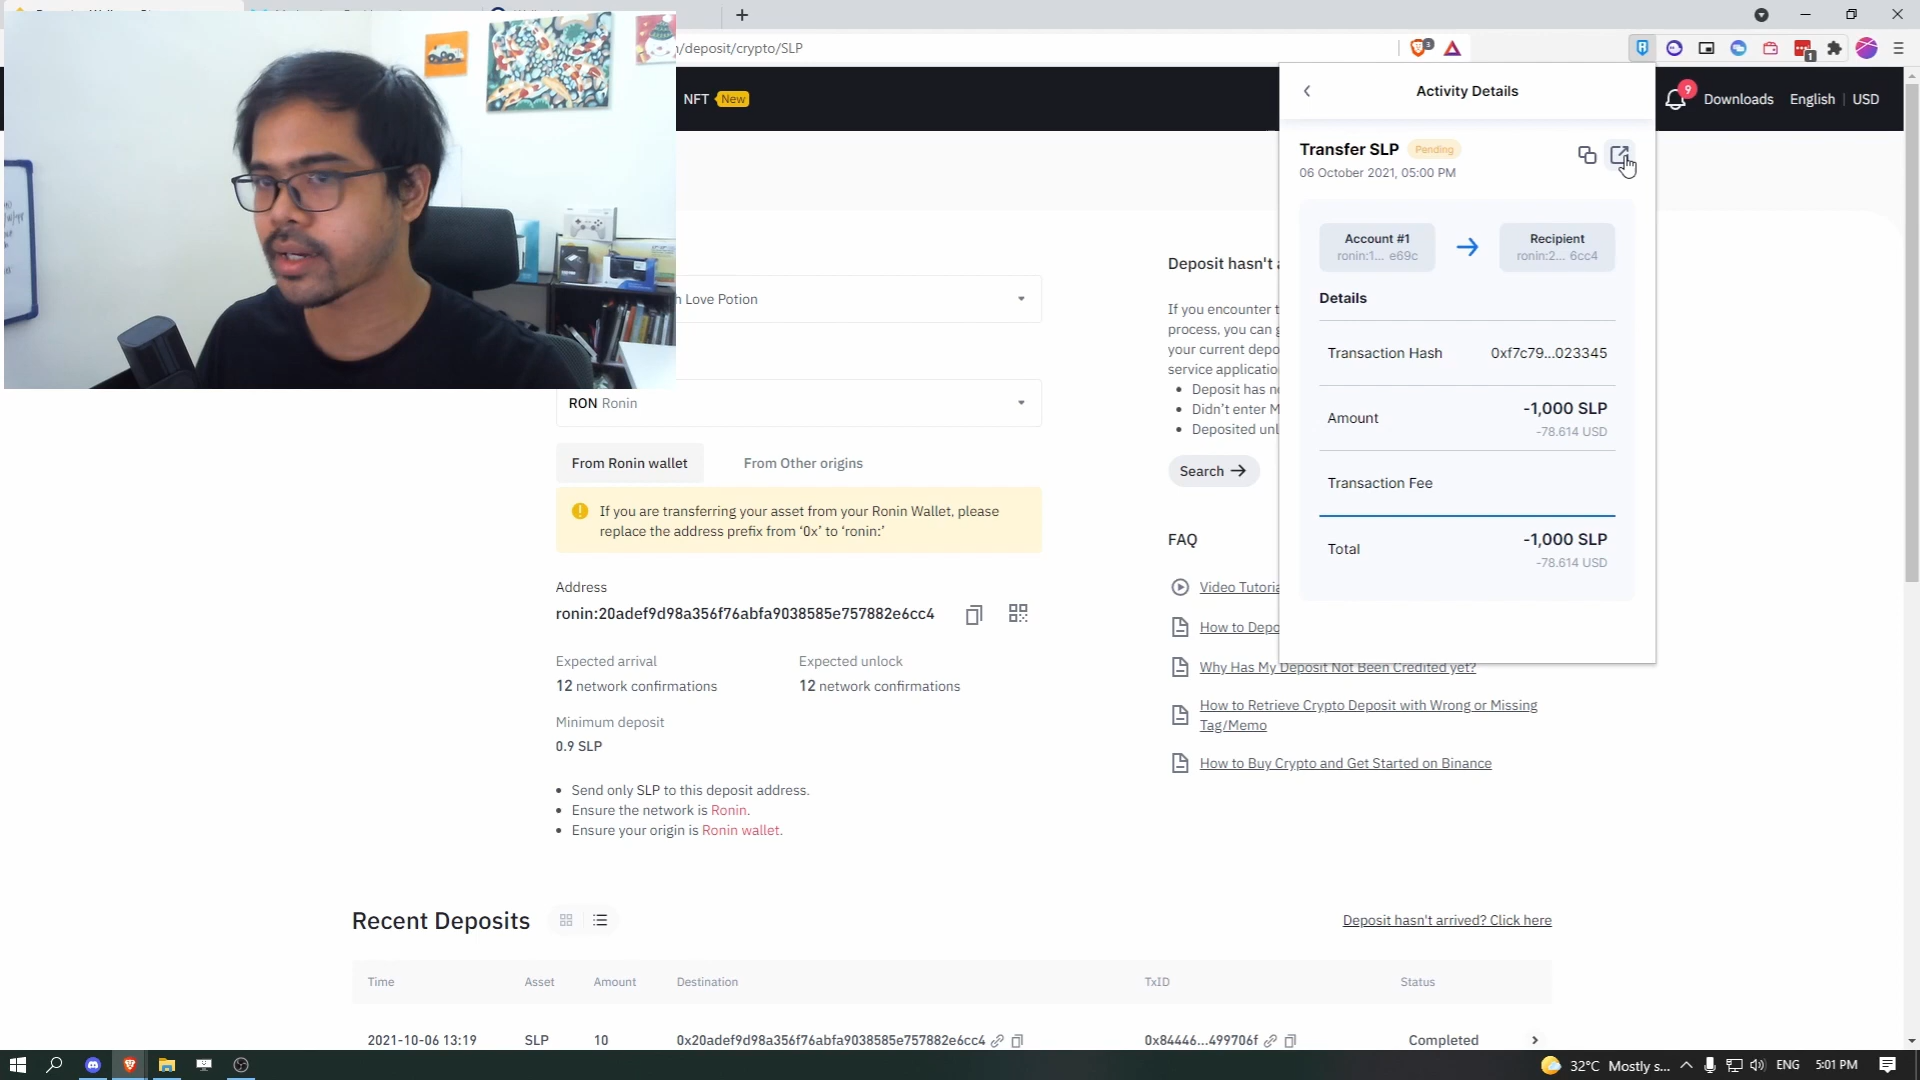 /deposit/crypto/SLP
3
1
NFT New
9
Downloads English | USD
Activity Details
Transfer SLP Pending
06 October 2021, 05:00 PM
Account #1
ronin:1... e69c
Recipient
ronin:2... 6cc4
Details
Transaction Hash 0xf7c79...023345
Amount -1,000 SLP
-78.614 USD
Transaction Fee
Total -1,000 SLP
-78.614 USD
Love Potion
RON Ronin
From Ronin wallet From Other origins
If you are transferring your asset from your Ronin Wallet, please
replace the address prefix from ‘0x’ to ‘ronin:’
Address
ronin:20adef9d98a356f76abfa9038585e757882e6cc4
Expected arrival
12 network confirmations
Expected unlock
12 network confirmations
Minimum deposit
0.9 SLP
• Send only SLP to this deposit address.
• Ensure the network is Ronin.
• Ensure your origin is Ronin wallet.
Deposit hasn't
If you encounter
process, you can
your current depo
service applicatio
• Deposit has n
• Didn’t enter M
• Deposited unl
Search
FAQ
Video Tutoria
How to Depo
Why Has My Deposit Not Been Credited yet?
How to Retrieve Crypto Deposit with Wrong or Missing
Tag/Memo
How to Buy Crypto and Get Started on Binance
Recent Deposits
Deposit hasn't arrived? Click here
Time Asset Amount Destination TxID Status
2021-10-06 13:19 SLP 10 0x20adef9d98a356f76abfa9038585e757882e6cc4 0x84446...499706f Completed
32°C Mostly s... ENG 5:01 PM